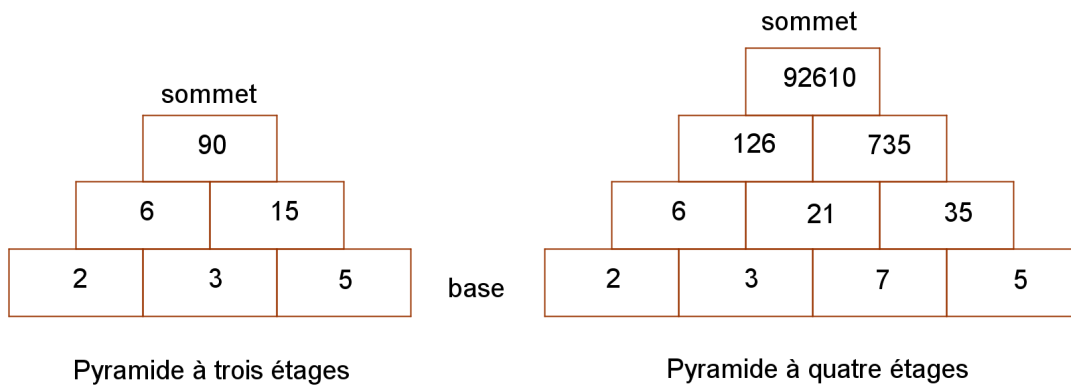 sommet
90
6 15
2 3 5
Pyramide à trois étages
base
sommet
92610
126 735
6 21 35
2 3 7 5
Pyramide à quatre étages